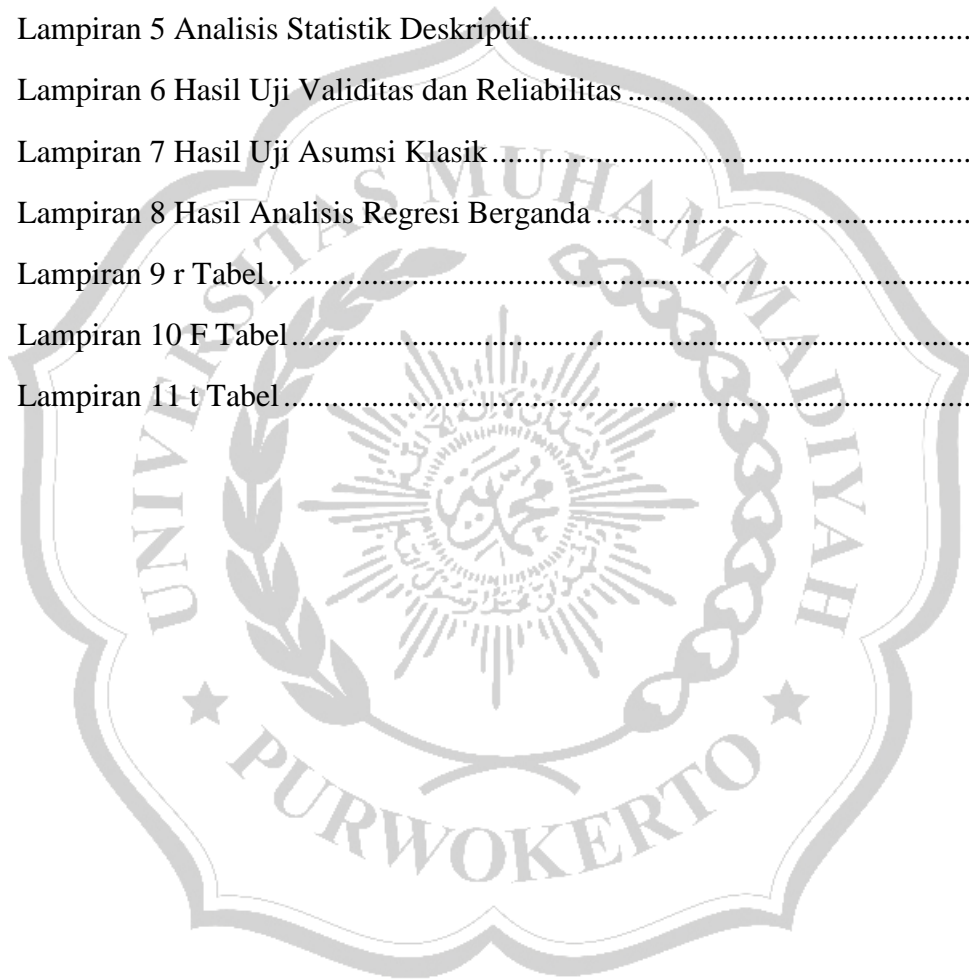 Lampiran 5 Analisis Statistik Deskriptif....................................................
Lampiran 6 Hasil Uji Validitas dan Reliabilitas ........................................
Lampiran 7 Hasil Uji Asumsi Klasik.........................................................
Lampiran 8 Hasil Analisis Regresi Berganda ............................................
Lampiran 9 r Tabel....................................................................................
Lampiran 10 F Tabel.................................................................................
Lampiran 11 t Tabel..................................................................................
UNIVERSITAS MUHAMMADIYAH
PURWOKERTO